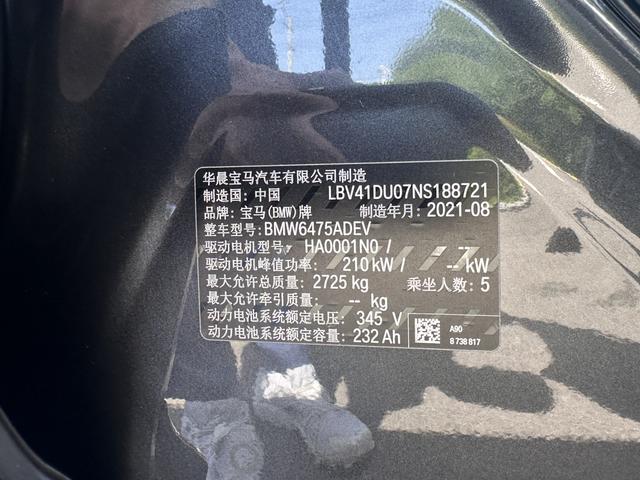 华晨宝马汽车有限公司制造
制造国: 中国 LBV41DU07NS188721
品牌: 宝马(BMW)牌 制造年月: 2021-08
整车型号: BMW6475ADEV
驱动电机型号: HA0001N0 / --
驱动电机峰值功率: 210 kW / -- kW
最大允许总质量: 2725 kg 乘坐人数: 5
最大允许牵引质量: -- kg
动力电池系统额定电压: 345 V
动力电池系统额定容量: 232 Ah
A90
8 738 817